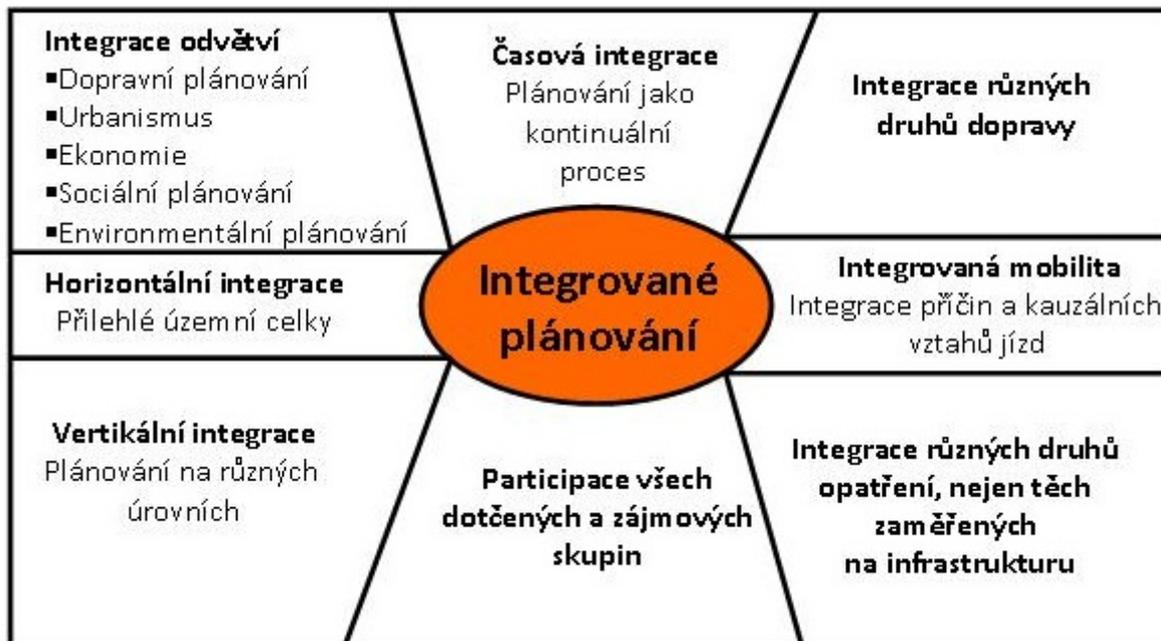 Integrace odvětví
▪Dopravní plánování
▪Urbanismus
▪Ekonomie
▪Sociální plánování
▪Environmentální plánování
Časová integrace
Plánování jako
kontinuální
proces
Integrace různých
druhů dopravy
Horizontální integrace
Přilehlé územní celky
Integrované
plánování
Integrovaná mobilita
Integrace příčin a kauzálních
vztahů jízd
Vertikální integrace
Plánování na různých
úrovních
Participace všech
dotčených a zájmových
skupin
Integrace různých druhů
opatření, nejen těch
zaměřených
na infrastrukturu